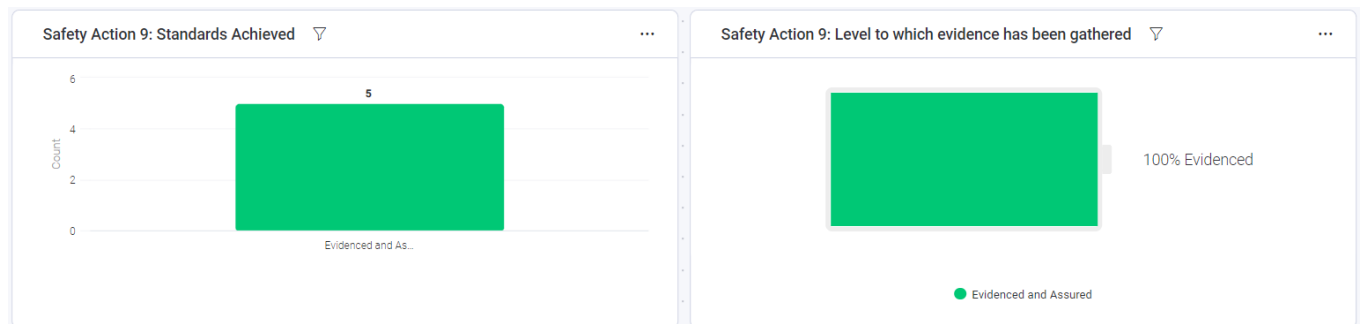 Safety Action 9: Standards Achieved
...
6
5
4
Count
2
0
Evidenced and As...
Safety Action 9: Level to which evidence has been gathered
...
100% Evidenced
Evidenced and Assured